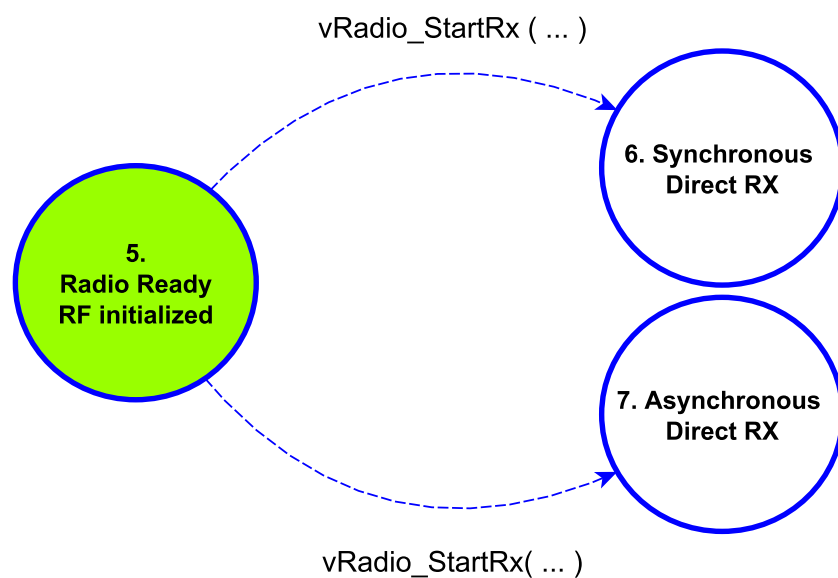 vRadio_StartRx ( ... )
6. Synchronous
Direct RX
5.
Radio Ready
RF initialized
7. Asynchronous
Direct RX
vRadio_StartRx( ... )